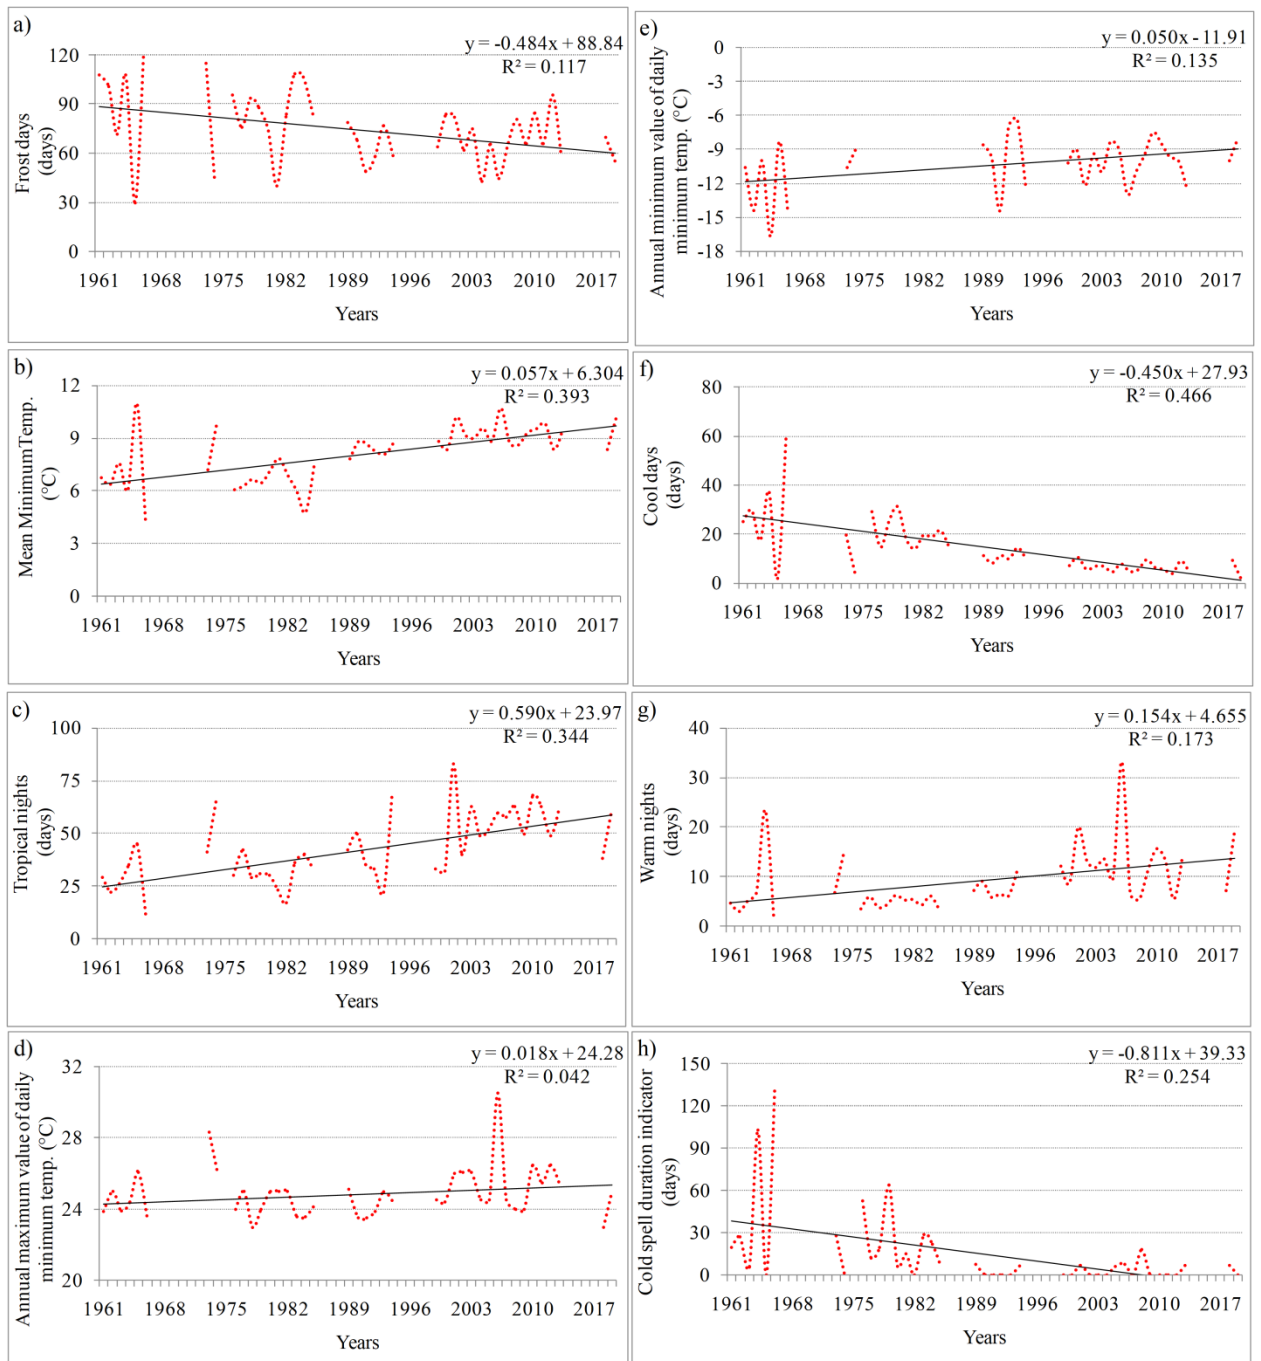 a)
y = -0.484x + 88.84
R² = 0.117
Frost days
(days)
120
90
60
30
0
1961 1968 1975 1982 1989 1996 2003 2010 2017
Years
b)
y = 0.057x + 6.304
R² = 0.393
Mean MinimumTemp.
(°C)
12
9
6
3
0
1961 1968 1975 1982 1989 1996 2003 2010 2017
Years
c)
y = 0.590x + 23.97
R² = 0.344
Tropical nights
(days)
100
75
50
25
0
1961 1968 1975 1982 1989 1996 2003 2010 2017
Years
d)
y = 0.018x + 24.28
R² = 0.042
Annual maximum value of daily
minimum temp. (°C)
32
28
24
20
1961 1968 1975 1982 1989 1996 2003 2010 2017
Years
e)
y = 0.050x - 11.91
R² = 0.135
Annual minimum value of daily
minimum temp. (°C)
0
-3
-6
-9
-12
-15
-18
1961 1968 1975 1982 1989 1996 2003 2010 2017
Years
f)
y = -0.450x + 27.93
R² = 0.466
Cool days
(days)
80
60
40
20
0
1961 1968 1975 1982 1989 1996 2003 2010 2017
Years
g)
y = 0.154x + 4.655
R² = 0.173
Warm nights
(days)
40
30
20
10
0
1961 1968 1975 1982 1989 1996 2003 2010 2017
Years
h)
y = -0.811x + 39.33
R² = 0.254
Cold spell duration indicator
(days)
150
120
90
60
30
0
1961 1968 1975 1982 1989 1996 2003 2010 2017
Years